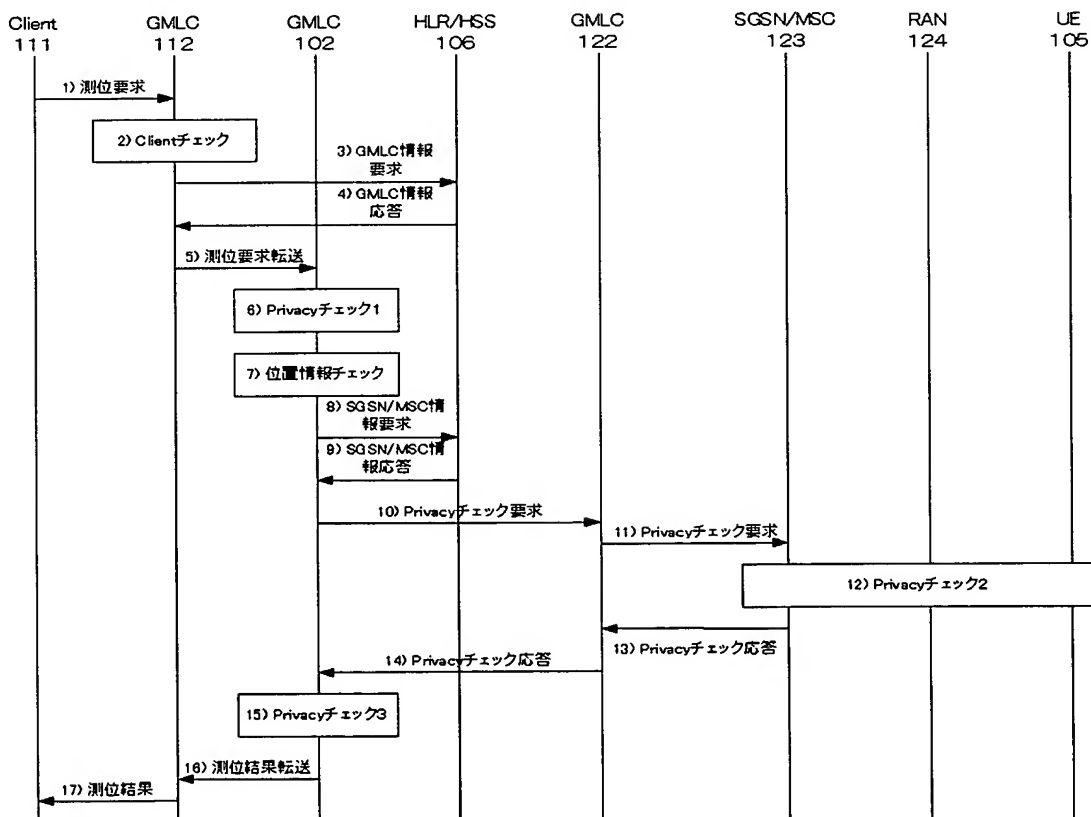 Client
111
GMLC
112
GMLC
102
HLR/HSS
106
GMLC
122
SGSN/MSC
123
RAN
124
UE
105
1) 測位要求
2) Clientチェック
3) GMLC情報
要求
4) GMLC情報
応答
5) 測位要求転送
6) Privacyチェック1
7) 位置情報チェック
8) SGSN/MSC情
報要求
9) SGSN/MSC情
報応答
10) Privacyチェック要求
11) Privacyチェック要求
12) Privacyチェック2
13) Privacyチェック応答
14) Privacyチェック応答
15) Privacyチェック3
16) 測位結果転送
17) 測位結果